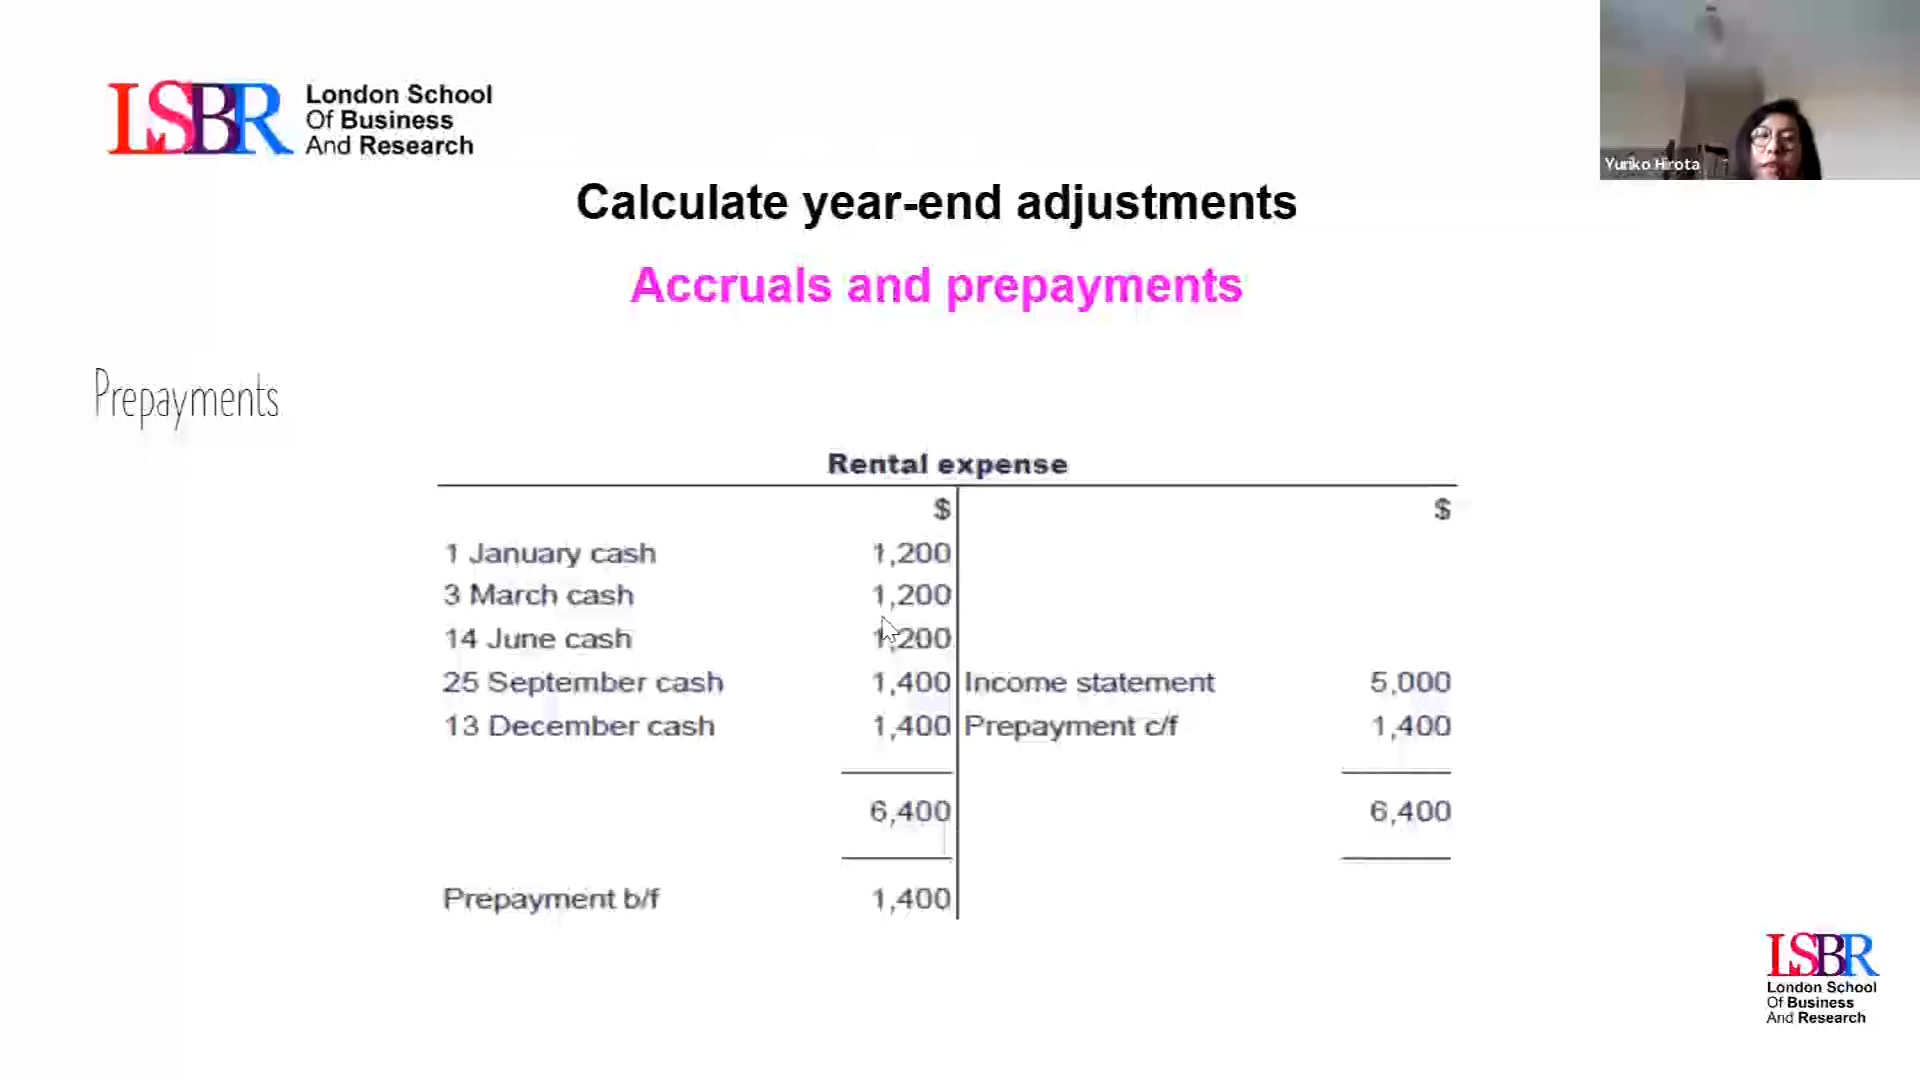 LSBR
London School
Of Business
And Research
Yuriko Hirota
Calculate year-end adjustments
Accruals and prepayments
Prepayments
Rental expense
$ $
1 January cash 1,200
3 March cash 1,200
14 June cash 1,200
25 September cash 1,400 Income statement 5,000
13 December cash 1,400 Prepayment c/f 1,400
6,400 6,400
Prepayment b/f 1,400
LSBR
London School
Of Business
And Research